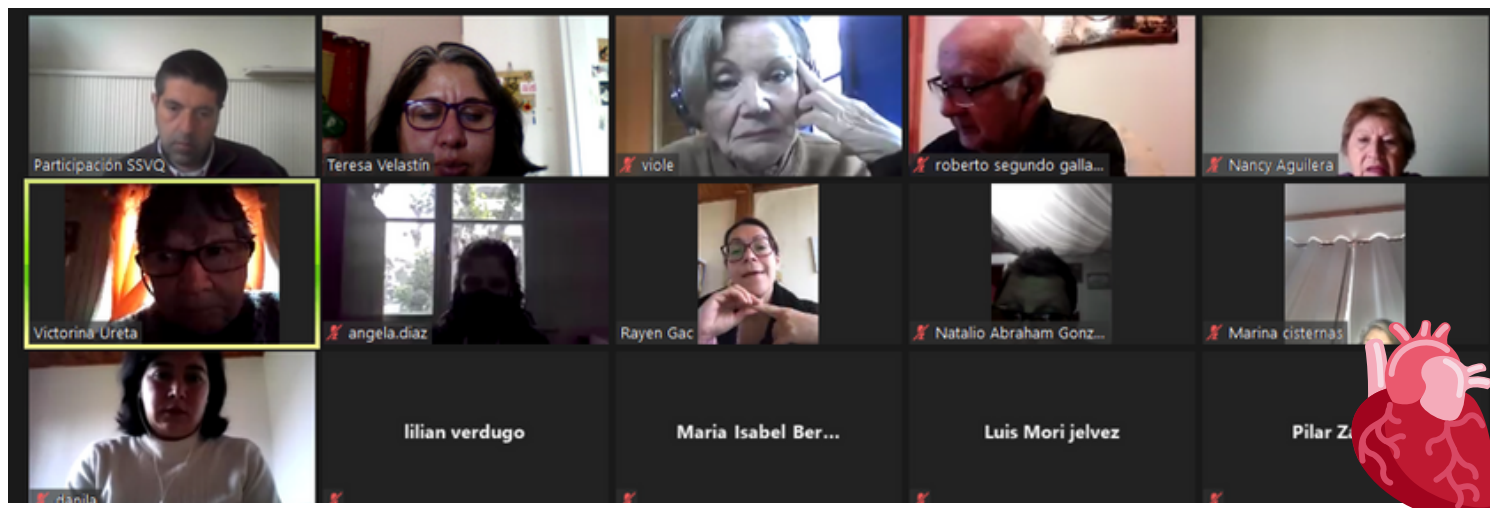 Participación SSVQ
Teresa Velastín
viole
roberto segundo galla...
Nancy Aguilera
Victorina Ureta
angela.diaz
Rayen Gac
Natalio Abraham Gonz...
Marina cisternas
danila
lilian verdugo
Maria Isabel Ber...
Luis Mori jelvez
Pilar